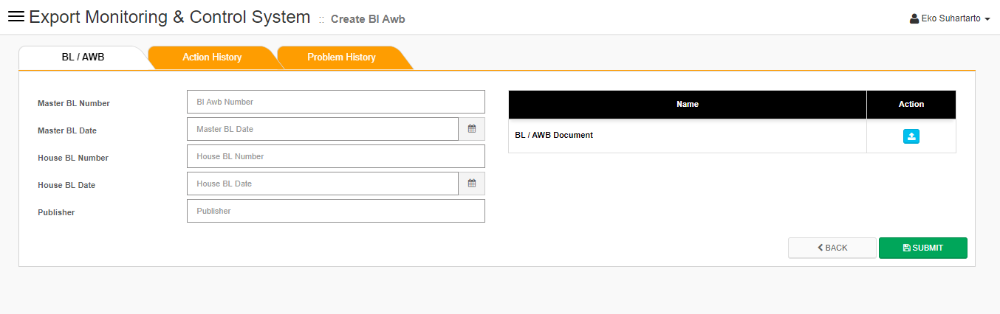 Export Monitoring & Control System :: Create Bl Awb
Eko Suhartarto
BL / AWB
Action History
Problem History
Master BL Number
Bl Awb Number
Master BL Date
Master BL Date
House BL Number
House BL Number
House BL Date
House BL Date
Publisher
Publisher
Name
Action
BL / AWB Document
BACK
SUBMIT